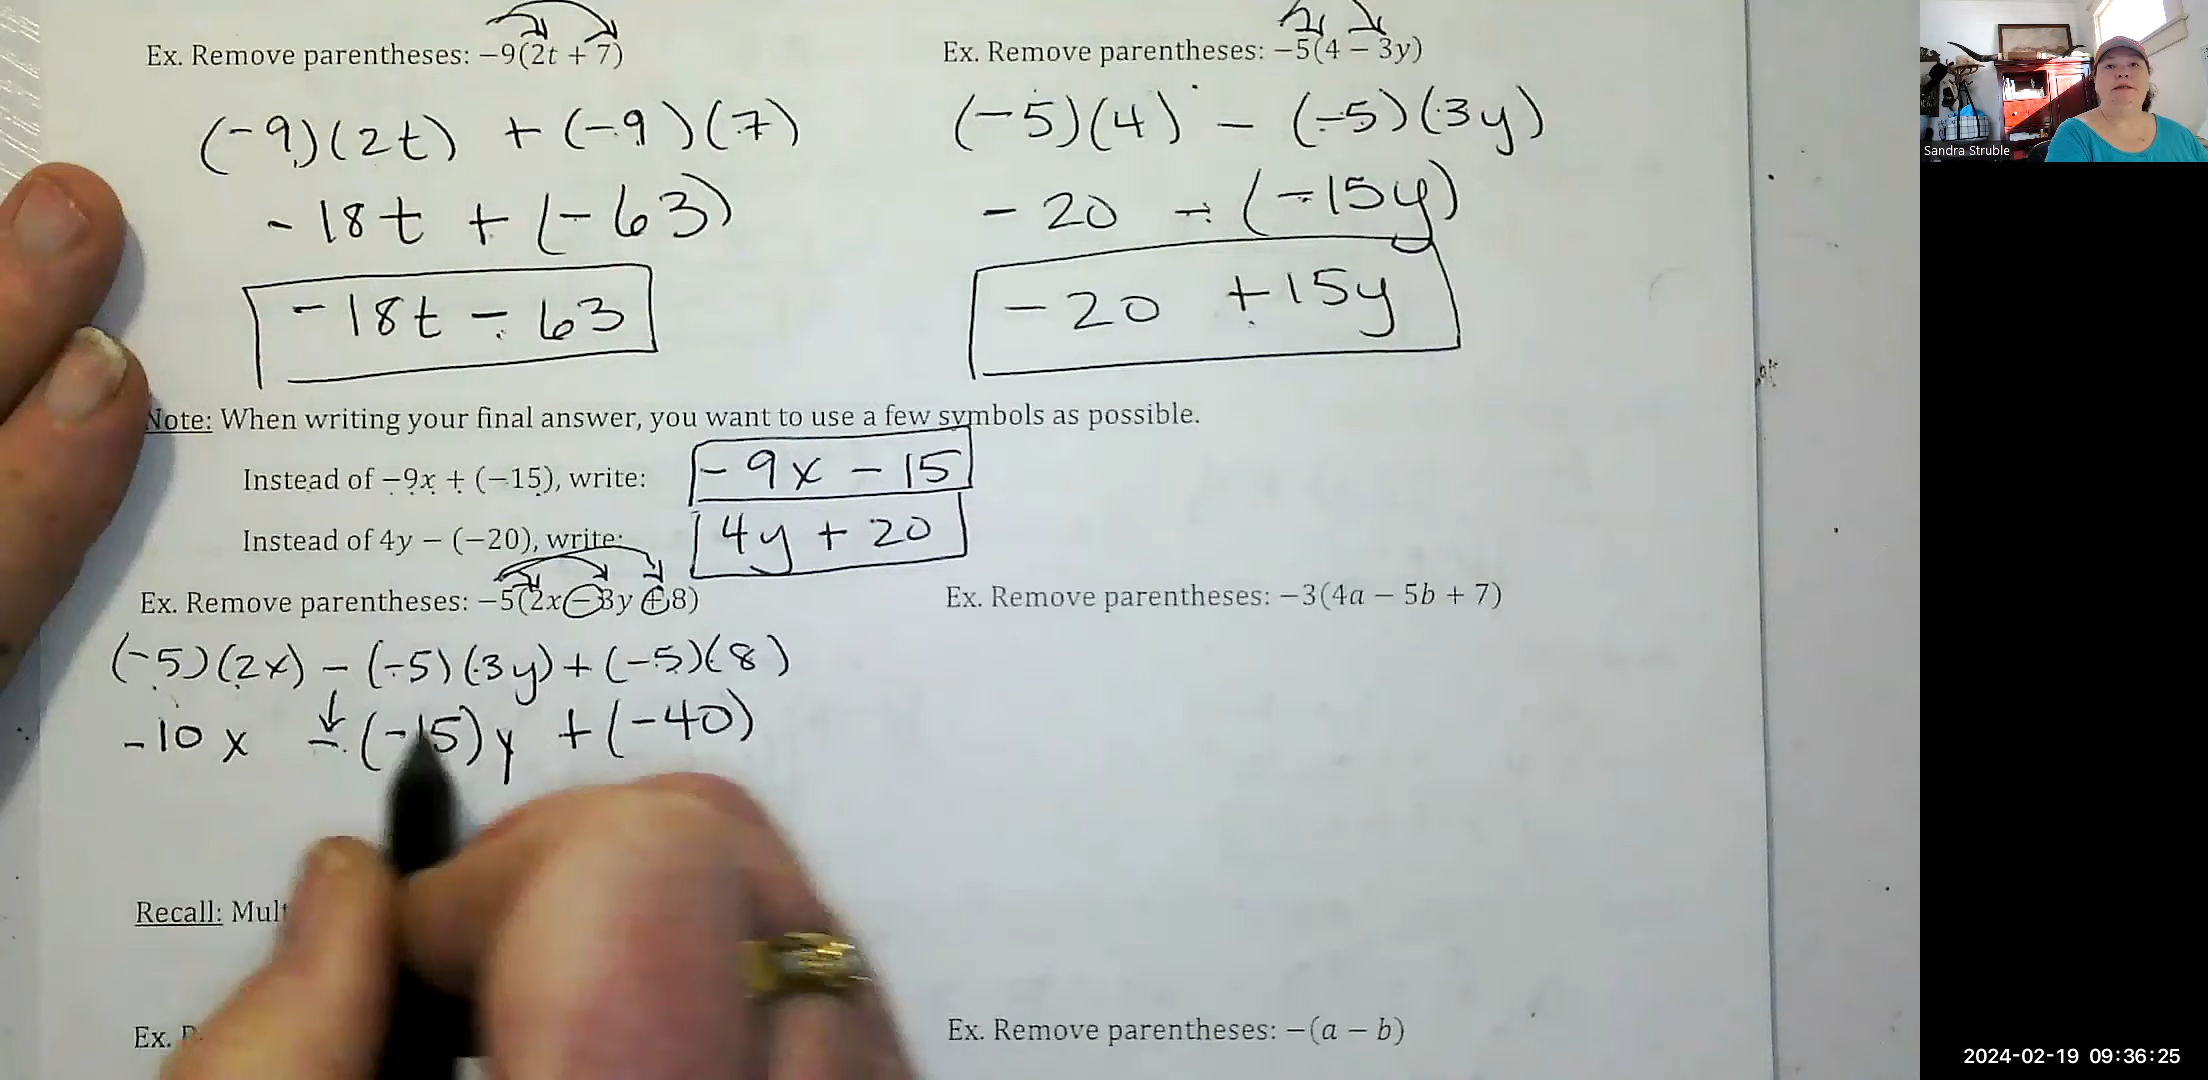 Ex. Remove parentheses: −9(2t + 7)
(-9)(2t) + (-9)(7)
-18t + (-63)
-18t - 63
Ex. Remove parentheses: −5(4 − 3y)
(-5)(4) - (-5)(3y)
-20 - (-15y)
-20 +15y
Note: When writing your final answer, you want to use a few symbols as possible.
Instead of −9x + (−15), write: -9x - 15
Instead of 4y − (−20), write: 4y + 20
Ex. Remove parentheses: −5(2x − 3y + 8)
(-5)(2x) - (-5)(3y) + (-5)(8)
-10x - (-15)y + (-40)
Ex. Remove parentheses: −3(4a − 5b + 7)
Recall:
Ex.
Ex. Remove parentheses: −(a − b)
Sandra Struble
2024-02-19 09:36:25